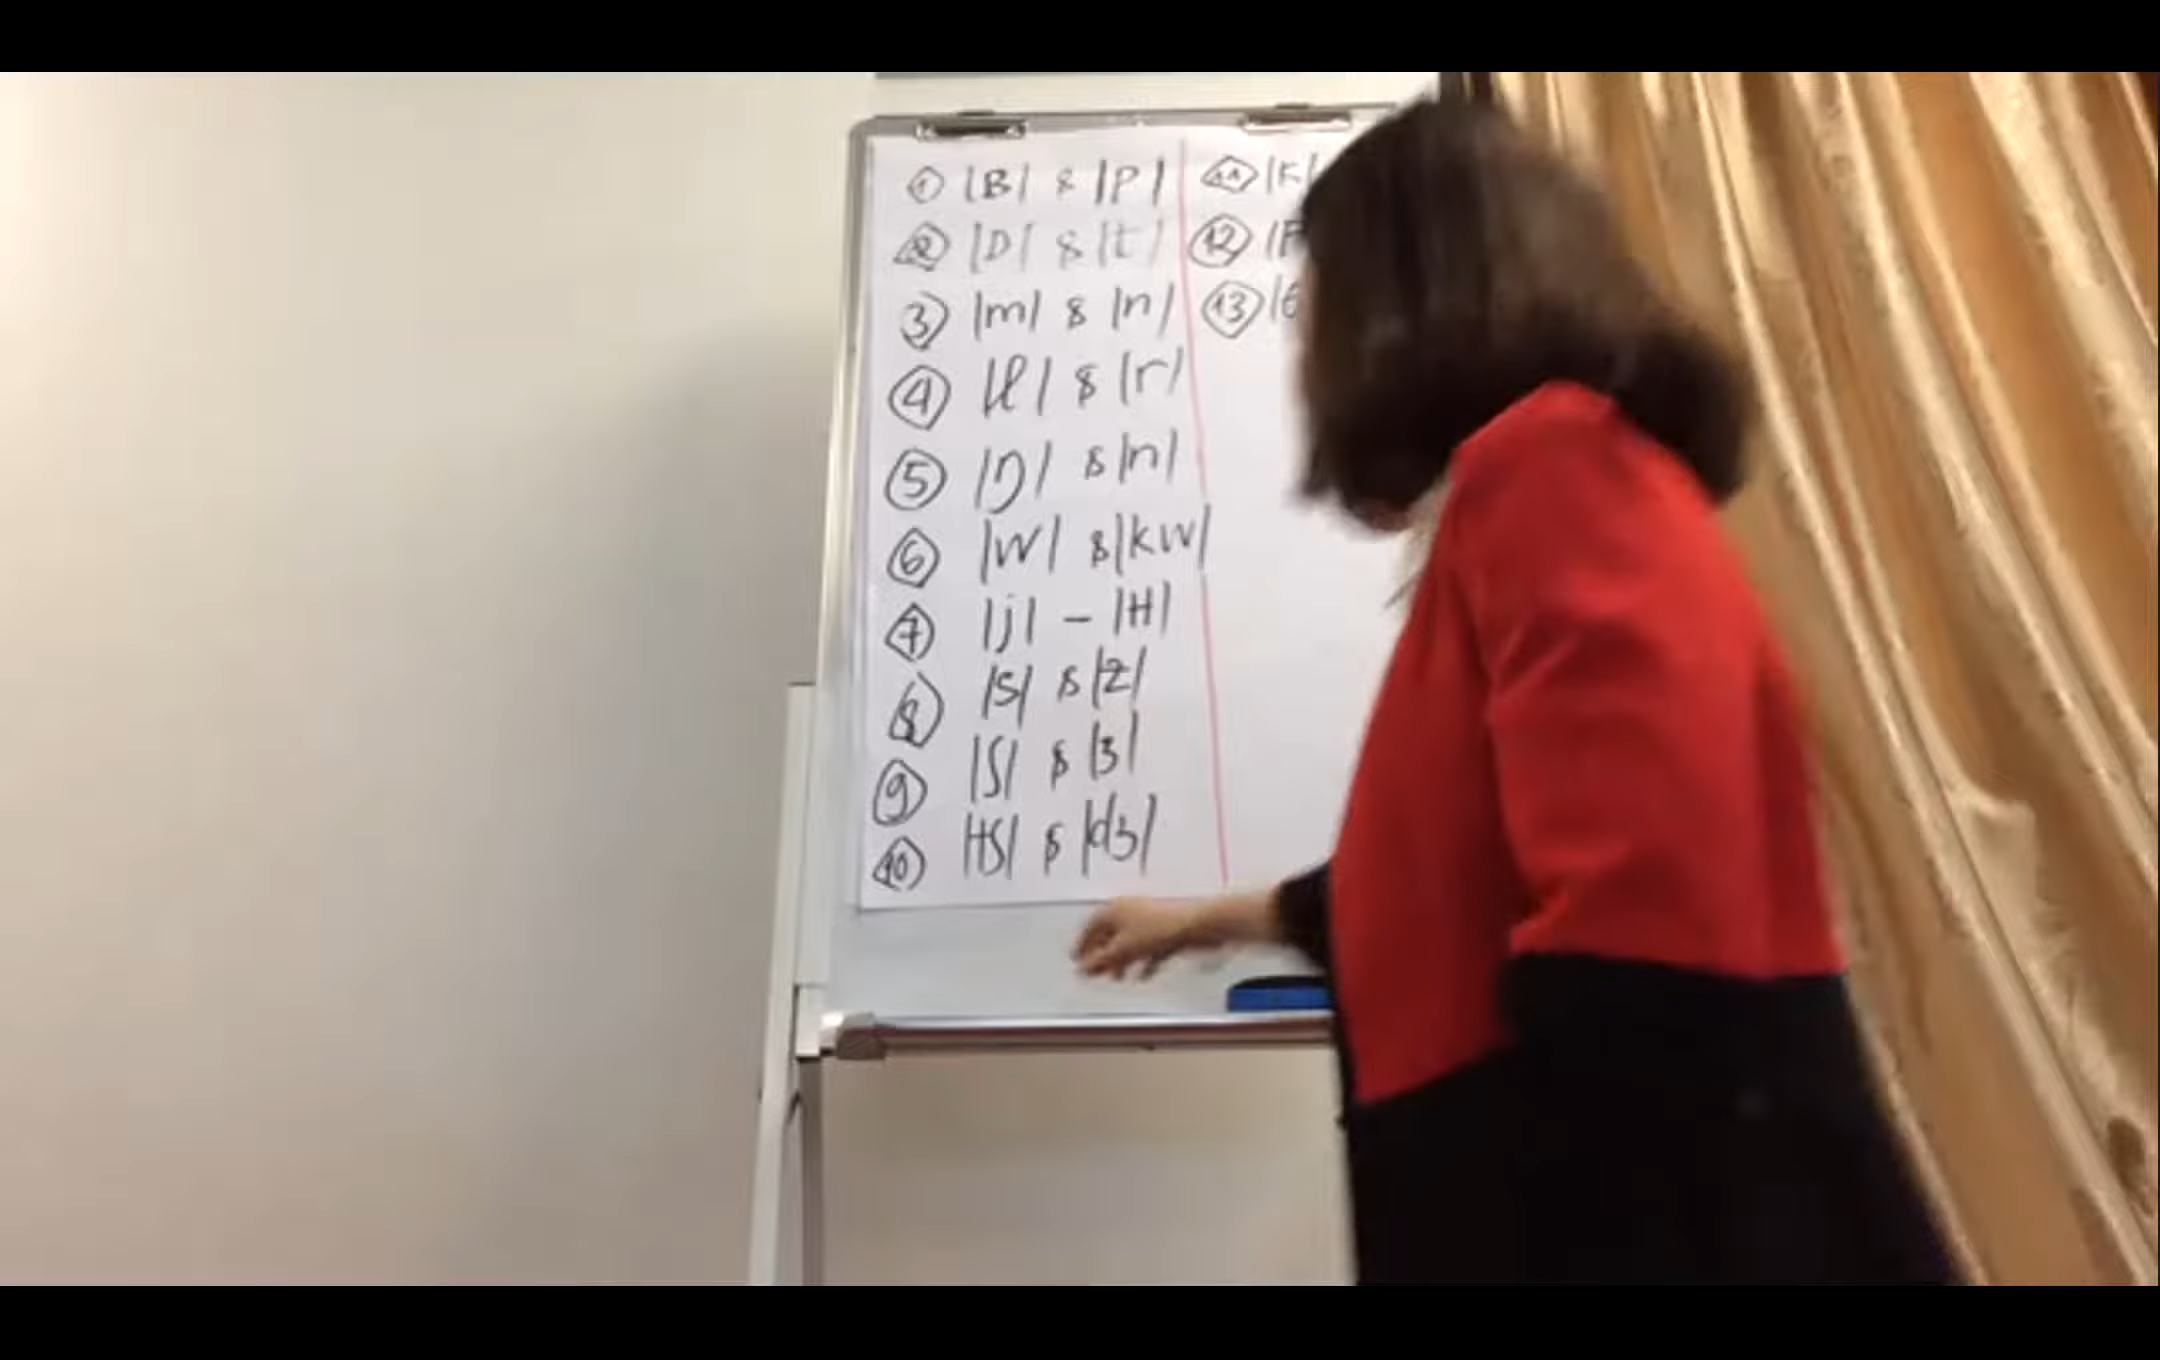 1 |B| & |P|
2 |D| & |t|
3 |m| & |n|
4 |l| & |r|
5 |ŋ| & |n|
6 |w| & |kw|
7 |j| – |H|
8 |s| & |z|
9 |ʃ| & |ʒ|
10 |tʃ| & |dʒ|
11 |K|
12 |F
13 |θ